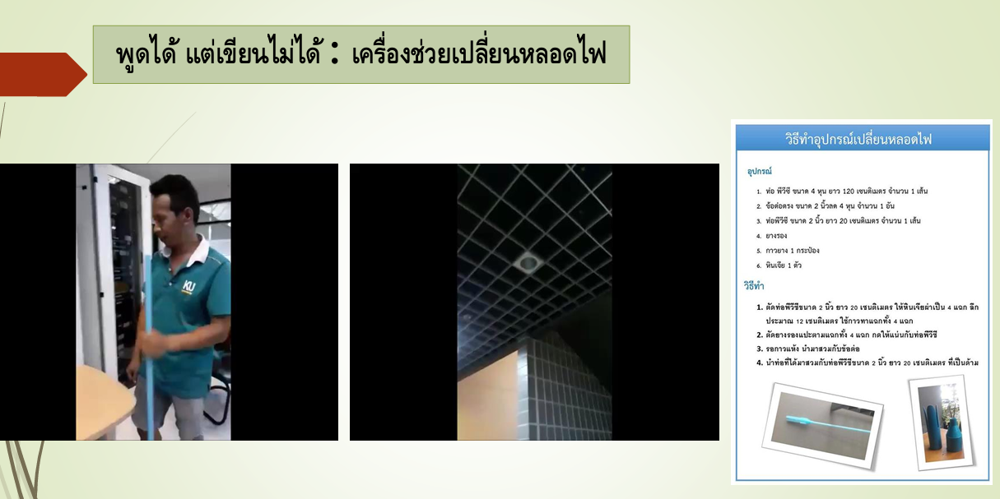 พูดได้ แต่เขียนไม่ได้ : เครื่องช่วยเปลี่ยนหลอดไฟ
KU
วิธีทำอุปกรณ์เปลี่ยนหลอดไฟ
อุปกรณ์
1. ท่อ พีวีซี ขนาด 4 หุน ยาว 120 เซนติเมตร จำนวน 1 เส้น
2. ข้อต่อตรง ขนาด 2 นิ้วลด 4 หุน จำนวน 1 อัน
3. ท่อพีวีซี ขนาด 2 นิ้ว ยาว 20 เซนติเมตร จำนวน 1 เส้น
4. ยางรอง
5. กาวยาง 1 กระป๋อง
6. หินเจีย 1 ตัว
วิธีทำ
1. ตัดท่อพีวีซีขนาด 2 นิ้ว ยาว 20 เซนติเมตร ใช้หินเจียผ่าเป็น 4 แฉก ลึก
ประมาณ 12 เซนติเมตร ใช้กาวทาแฉกทั้ง 4 แฉก
2. ตัดยางรองแปะตามแฉกทั้ง 4 แฉก กดให้แน่นกับท่อพีวีซี
3. รอกาวแห้ง นำมาสวมกับข้อต่อ
4. นำท่อที่ได้มาสวมกับท่อพีวีซีขนาด 2 นิ้ว ยาว 20 เซนติเมตร ที่เป็นด้าม